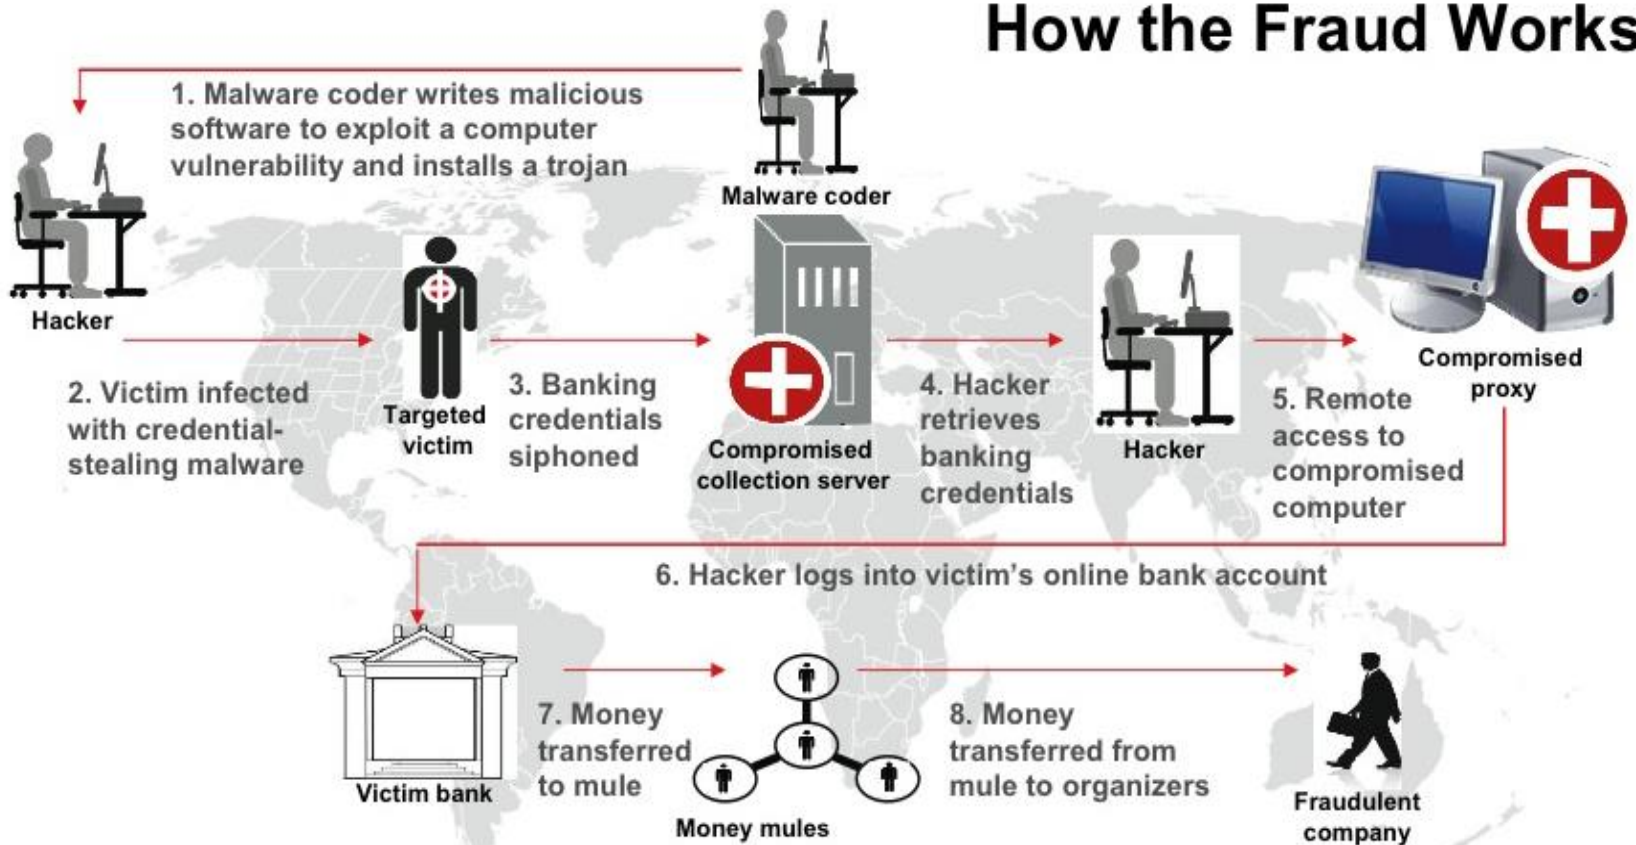 How the Fraud Works
1. Malware coder writes malicious
software to exploit a computer
vulnerability and installs a trojan
Malware coder
Hacker
2. Victim infected
with credential-
stealing malware
Targeted
victim
3. Banking
credentials
siphoned
Compromised
collection server
4. Hacker
retrieves
banking
credentials
Hacker
5. Remote
access to
compromised
computer
Compromised
proxy
6. Hacker logs into victim's online bank account
Victim bank
7. Money
transferred
to mule
Money mules
8. Money
transferred from
mule to organizers
Fraudulent
company